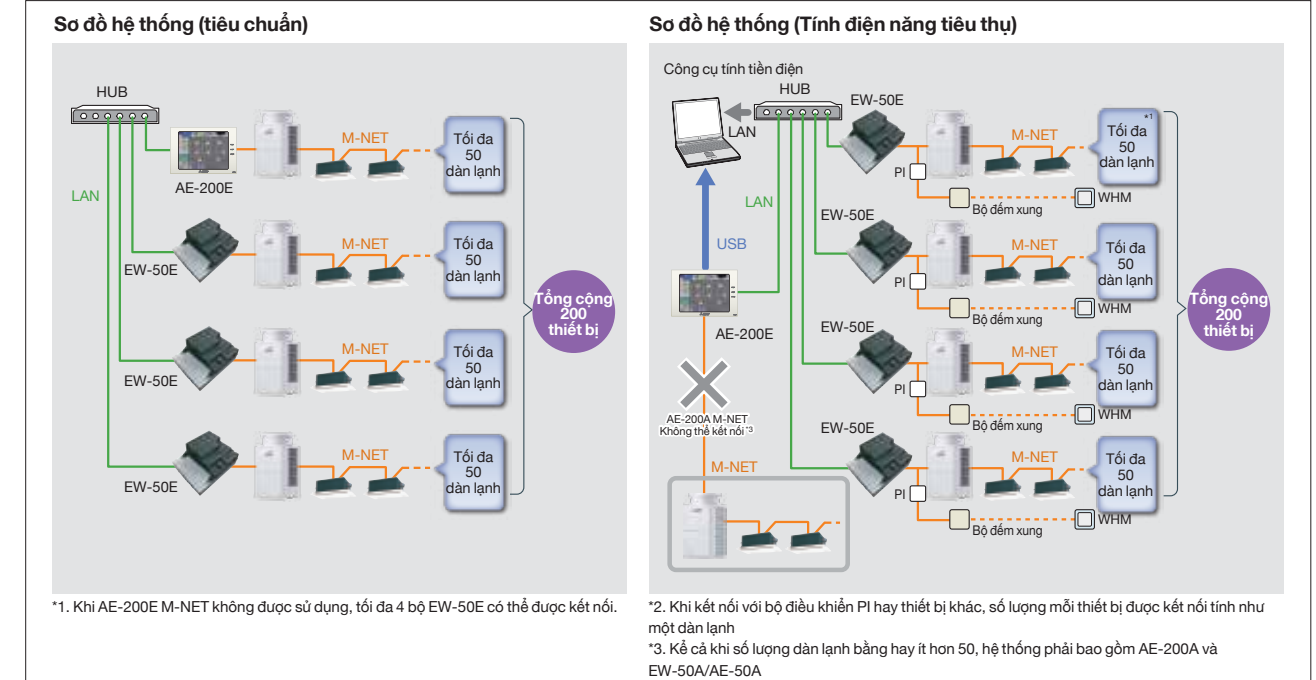 Sơ đồ hệ thống (tiêu chuẩn)
HUB
LAN
AE-200E
M-NET
Tối đa
50
dàn lạnh
EW-50E
M-NET
Tối đa
50
dàn lạnh
EW-50E
M-NET
Tối đa
50
dàn lạnh
EW-50E
M-NET
Tối đa
50
dàn lạnh
Tổng cộng
200
thiết bị
*1. Khi AE-200E M-NET không được sử dụng, tối đa 4 bộ EW-50E có thể được kết nối.
Sơ đồ hệ thống (Tính điện năng tiêu thụ)
Công cụ tính tiền điện
HUB
LAN
LAN
USB
AE-200E
AE-200A M-NET
Không thể kết nối *3
M-NET
EW-50E
M-NET
*1
Tối đa
50
dàn lạnh
PI
Bộ đếm xung
WHM
EW-50E
M-NET
Tối đa
50
dàn lạnh
PI
Bộ đếm xung
WHM
EW-50E
M-NET
Tối đa
50
dàn lạnh
PI
Bộ đếm xung
WHM
EW-50E
M-NET
Tối đa
50
dàn lạnh
PI
Bộ đếm xung
WHM
Tổng cộng
200
thiết bị
*2. Khi kết nối với bộ điều khiển PI hay thiết bị khác, số lượng mỗi thiết bị được kết nối tính như
một dàn lạnh
*3. Kể cả khi số lượng dàn lạnh bằng hay ít hơn 50, hệ thống phải bao gồm AE-200A và
EW-50A/AE-50A